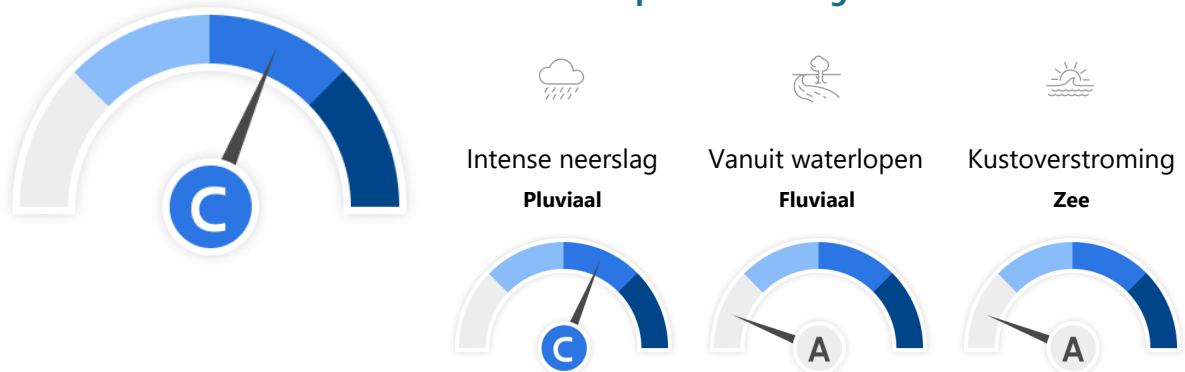 C
Intense neerslag
Vanuit waterlopen
Kustoverstroming
Pluviaal
Fluviaal
Zee
C
A
A